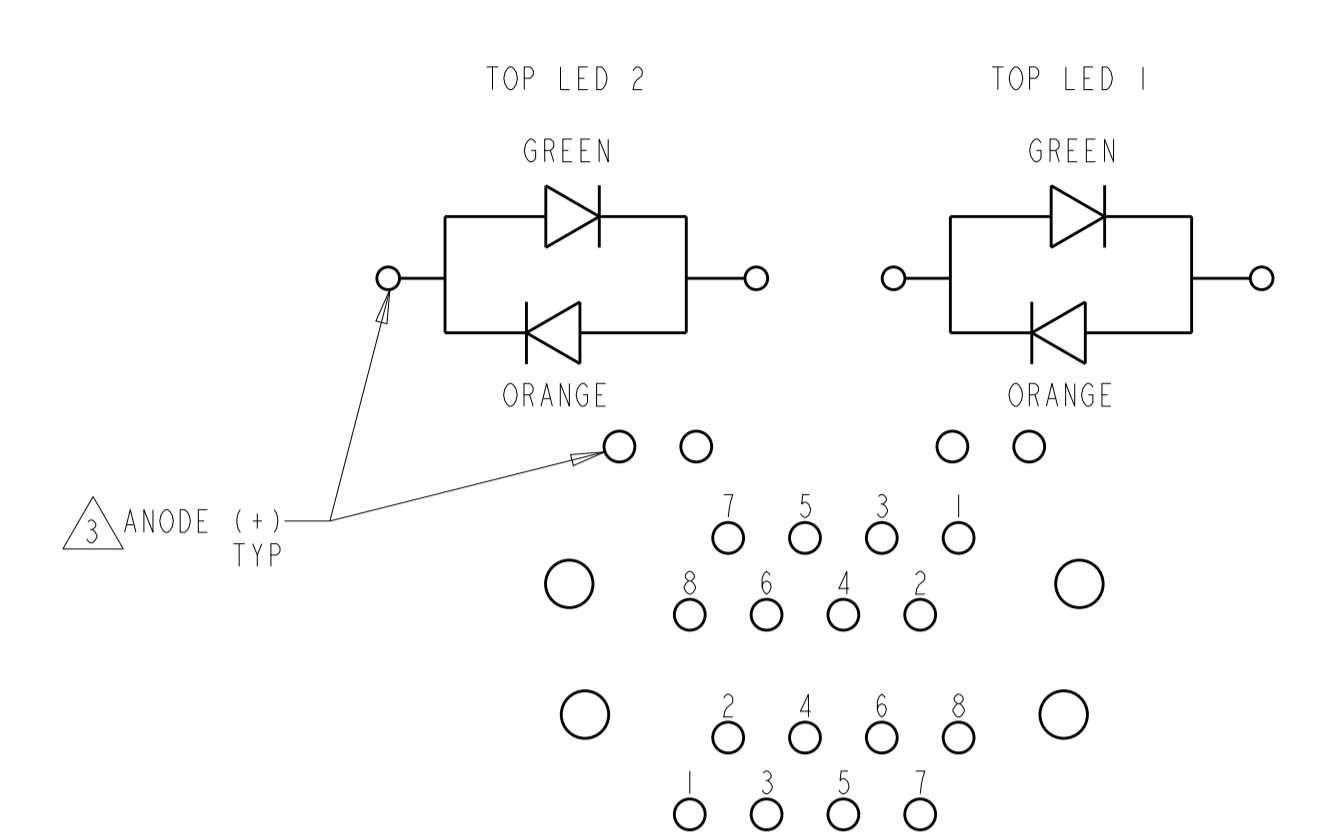 TOP LED 2
TOP LED 1
GREEN
GREEN
ORANGE
ORANGE
3 ANODE (+)
TYP
7 5 3 1
8 6 4 2
2 4 6 8
1 3 5 7